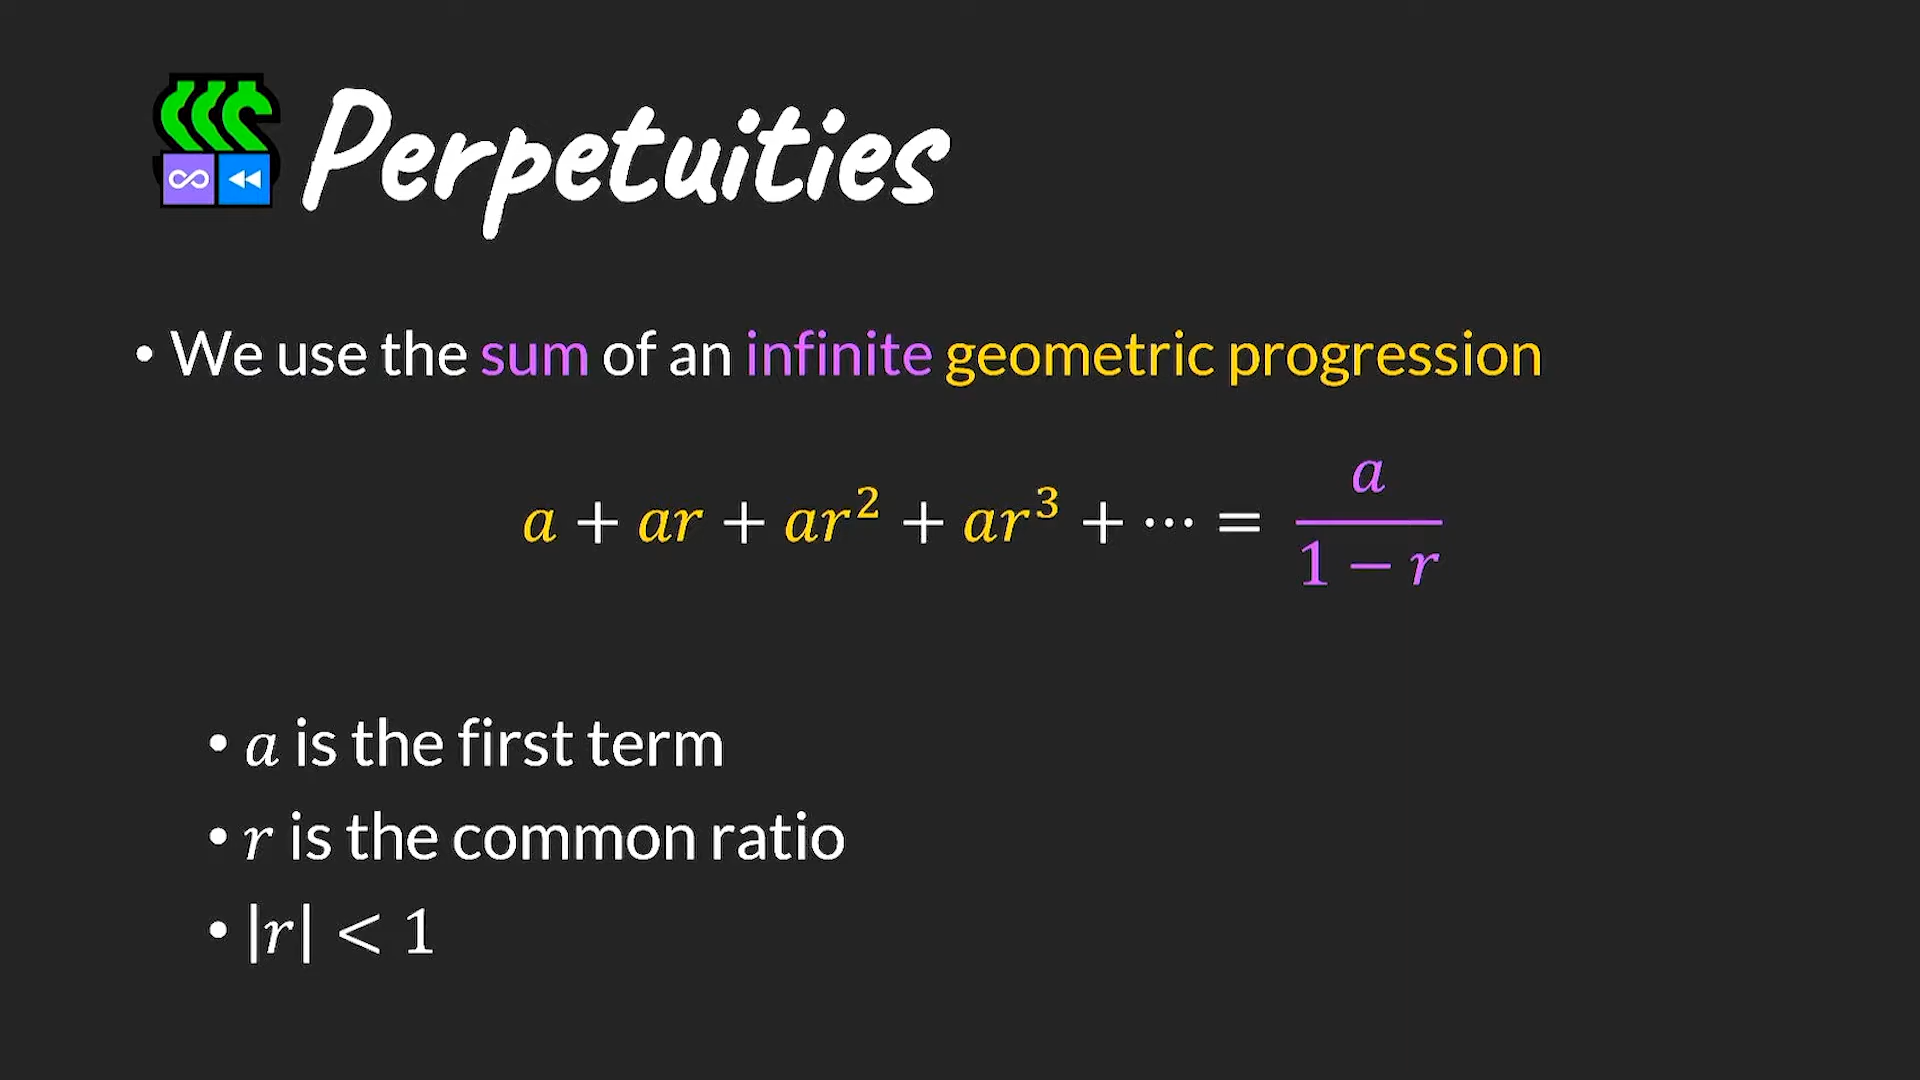 Perpetuities
• We use the sum of an infinite geometric progression
a + ar + ar² + ar³ + ⋯ = a / (1 − r)
• a is the first term
• r is the common ratio
• |r| < 1